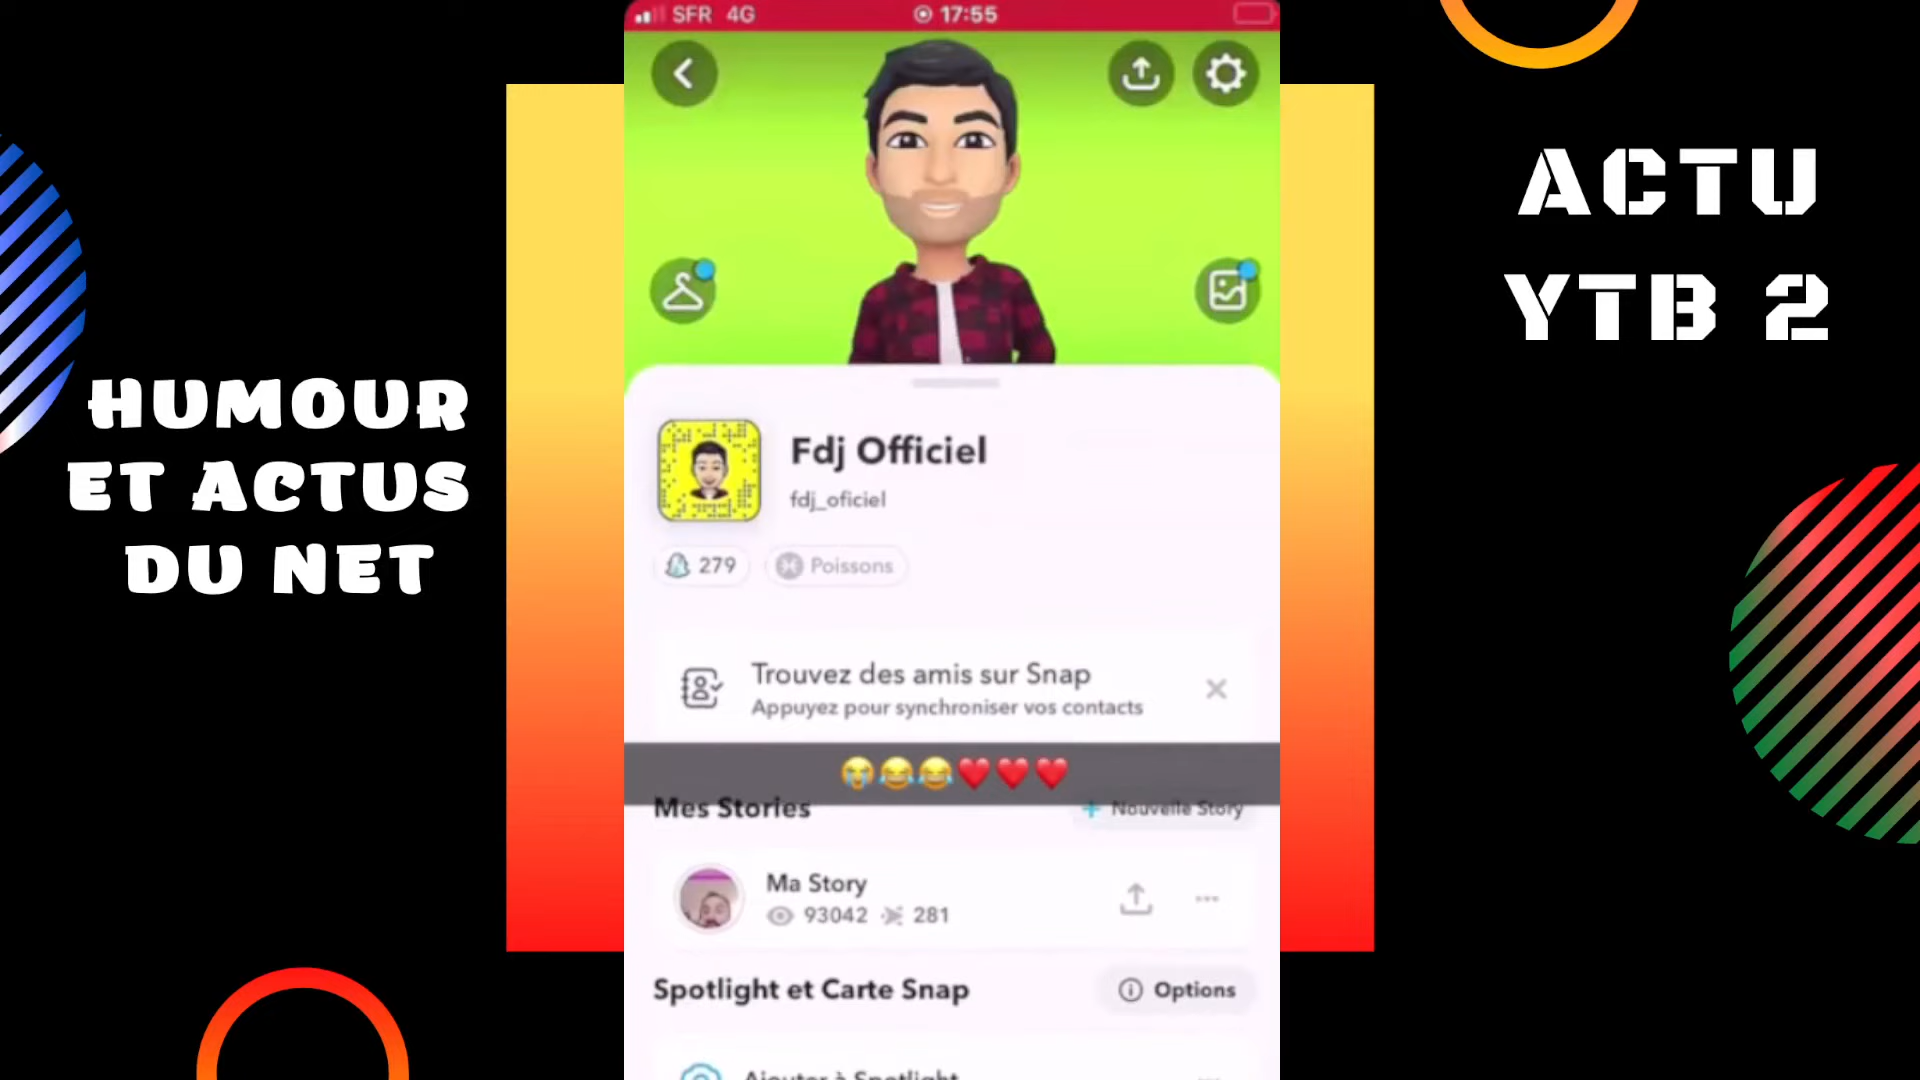 SFR 4G
17:55
ACTU
YTB 2
HUMOUR
ET ACTUS
DU NET
Fdj Officiel
fdj_oficiel
279
Poissons
Trouvez des amis sur Snap
Appuyez pour synchroniser vos contacts
😭😂😂❤️❤️❤️
Mes Stories
+ Nouvelle Story
Ma Story
93042 281
Spotlight et Carte Snap
Options
Ajouter à Spotlight